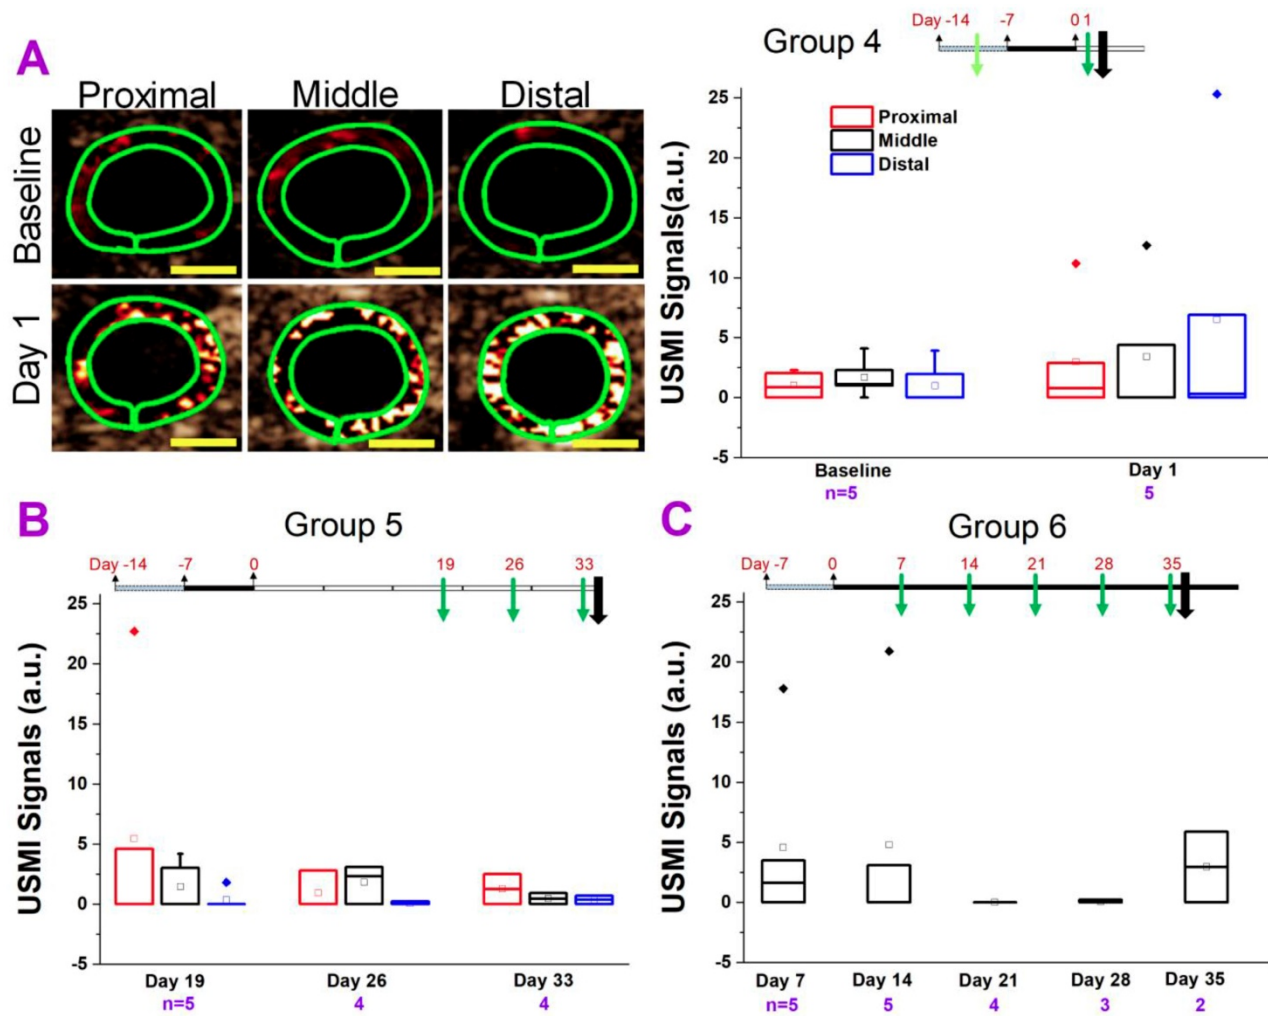 A
Proximal Middle Distal
Baseline
Day 1
Group 4
Day -14 -7 0 1
USMI Signals(a.u.)
25
20
15
10
5
0
-5
Proximal
Middle
Distal
Baseline Day 1
n=5 5
B
Group 5
Day -14 -7 0 19 26 33
USMI Signals (a.u.)
25
20
15
10
5
0
-5
Day 19 Day 26 Day 33
n=5 4 4
C
Group 6
Day -7 0 7 14 21 28 35
USMI Signals (a.u.)
25
20
15
10
5
0
-5
Day 7 Day 14 Day 21 Day 28 Day 35
n=5 5 4 3 2